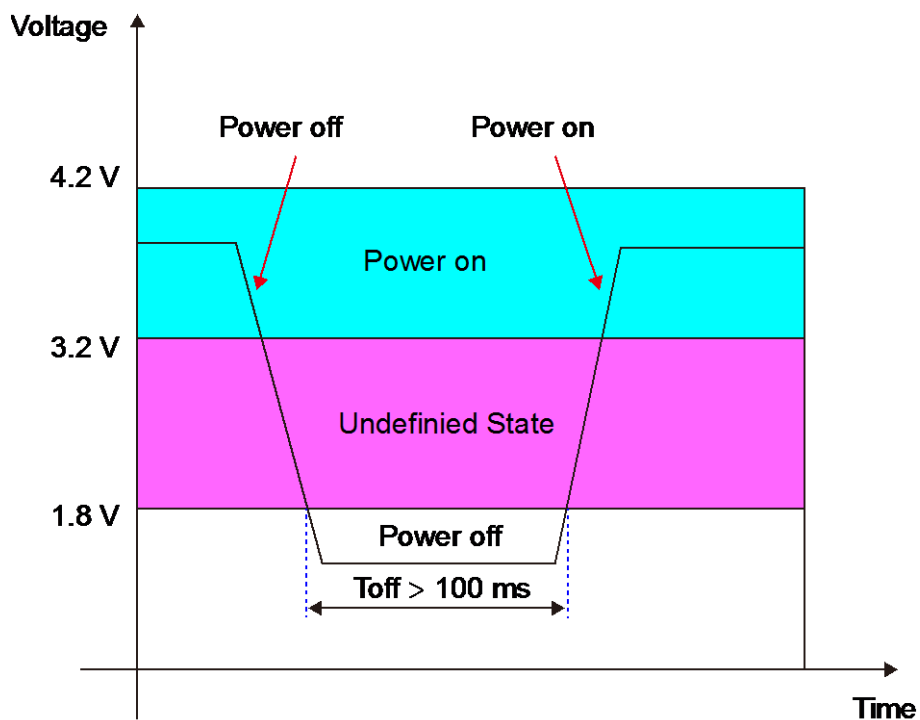 Voltage
Power off
Power on
4.2 V
Power on
3.2 V
Undefinied State
1.8 V
Power off
Toff > 100 ms
Time